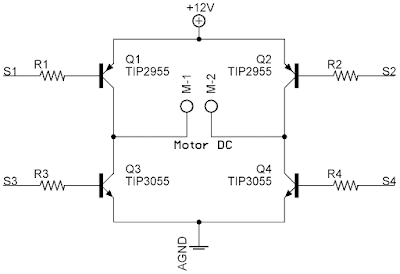 +12V
Q1
TIP2955
Q2
TIP2955
S1
R1
R2
S2
M-1
M-2
Motor DC
Q3
TIP3055
Q4
TIP3055
S3
R3
R4
S4
AGND